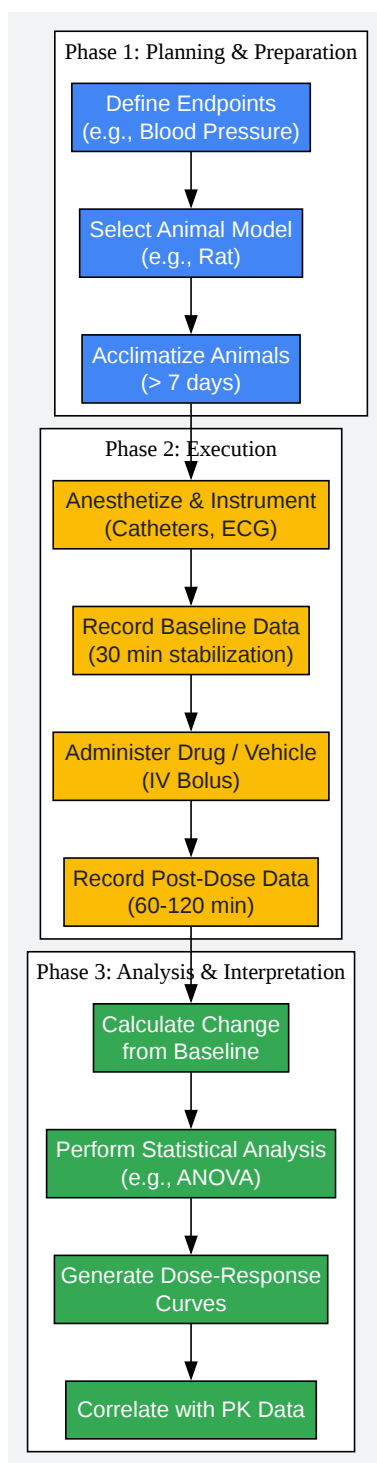 Phase 1: Planning & Preparation
Define Endpoints
(e.g., Blood Pressure)
Select Animal Model
(e.g., Rat)
Acclimatize Animals
(> 7 days)
Phase 2: Execution
Anesthetize & Instrument
(Catheters, ECG)
Record Baseline Data
(30 min stabilization)
Administer Drug / Vehicle
(IV Bolus)
Record Post-Dose Data
(60-120 min)
Phase 3: Analysis & Interpretation
Calculate Change
from Baseline
Perform Statistical Analysis
(e.g., ANOVA)
Generate Dose-Response
Curves
Correlate with PK Data